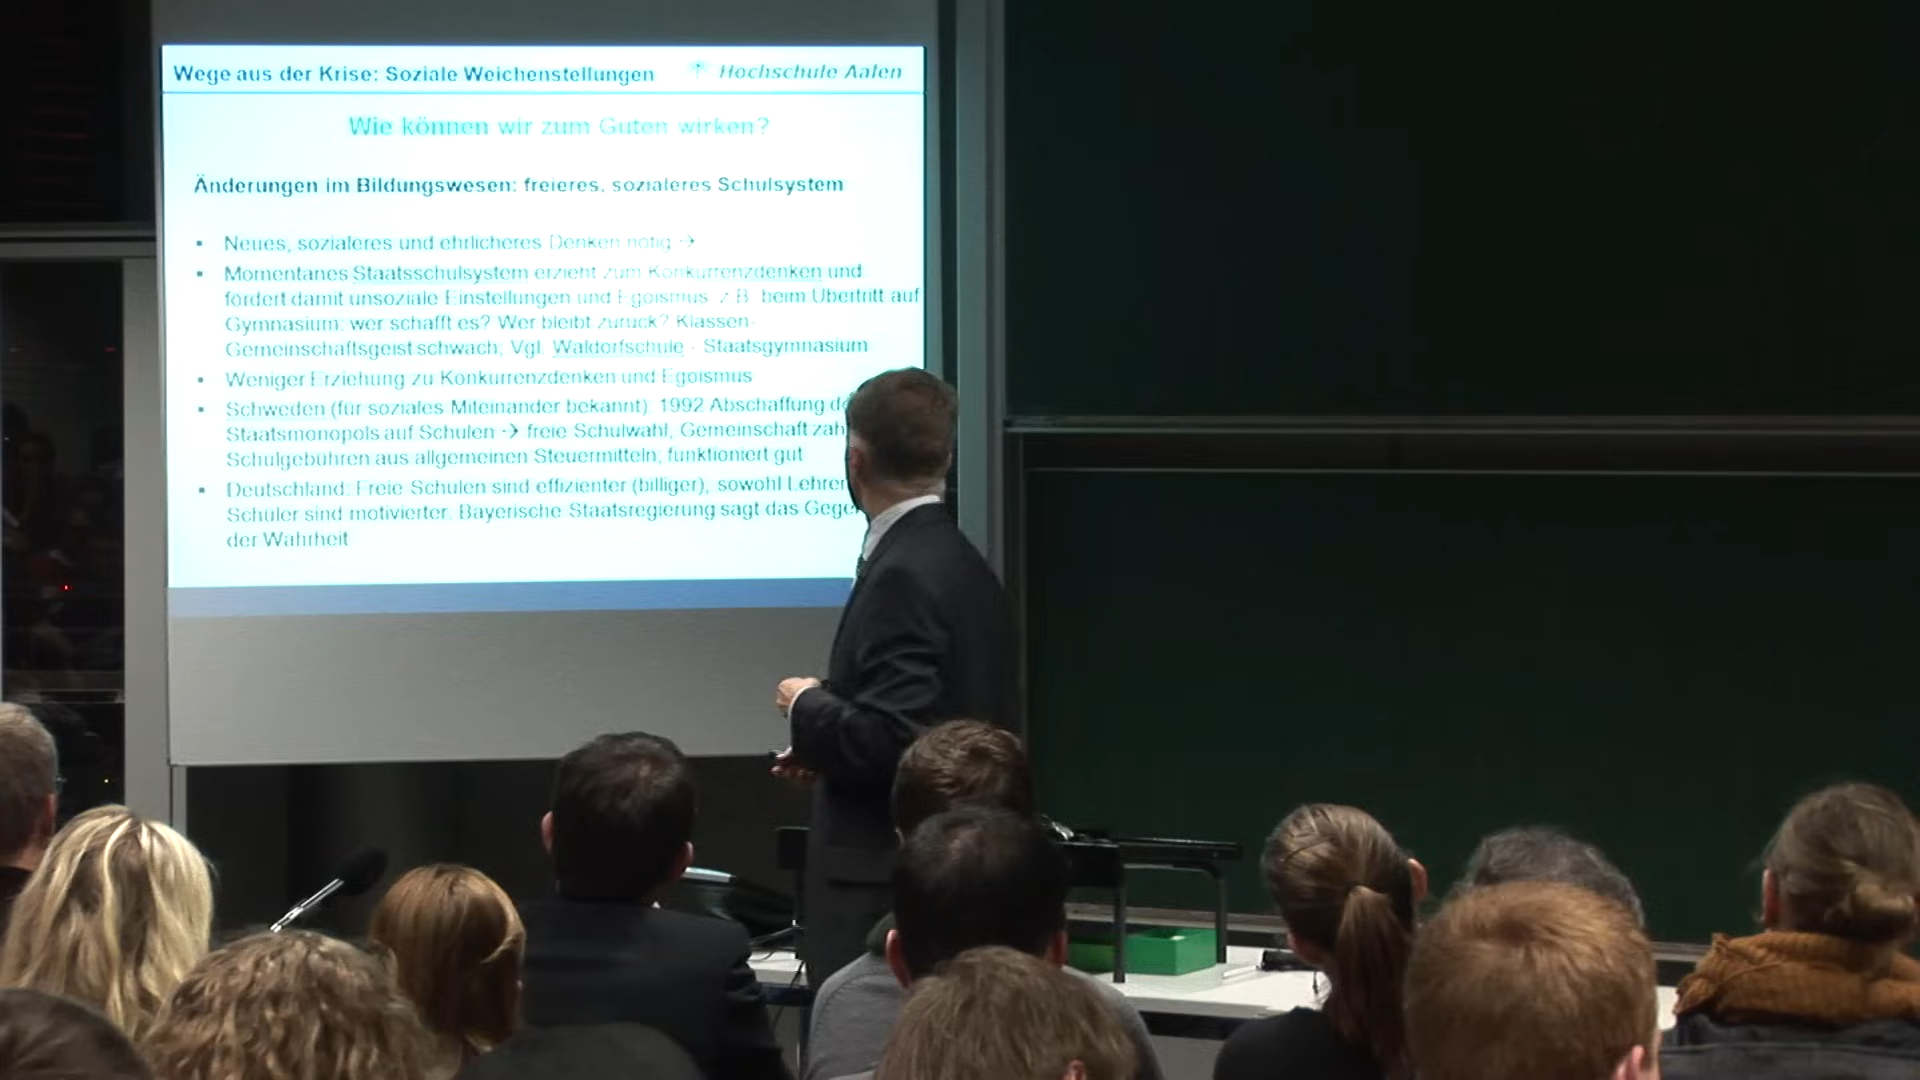 Wege aus der Krise: Soziale Weichenstellungen
Hochschule Aalen
Wie können wir zum Guten wirken?
Änderungen im Bildungswesen: freieres, sozialeres Schulsystem
▪ Neues, sozialeres und ehrlicheres Denken nötig →
▪ Momentanes Staatsschulsystem erzieht zum Konkurrenzdenken und
fördert damit unsoziale Einstellungen und Egoismus z.B. beim Übertritt auf
Gymnasium: wer schafft es? Wer bleibt zurück? Klassen-
Gemeinschaftsgeist schwach; Vgl. Waldorfschule - Staatsgymnasium
▪ Weniger Erziehung zu Konkurrenzdenken und Egoismus
▪ Schweden (für soziales Miteinander bekannt): 1992 Abschaffung
Staatsmonopols auf Schulen → freie Schulwahl, Gemeinschaft
Schulgebühren aus allgemeinen Steuermitteln; funktioniert gut
▪ Deutschland: Freie Schulen sind effizienter (billiger), sowohl
Schüler sind motivierter. Bayerische Staatsregierung sagt das
der Wahrheit